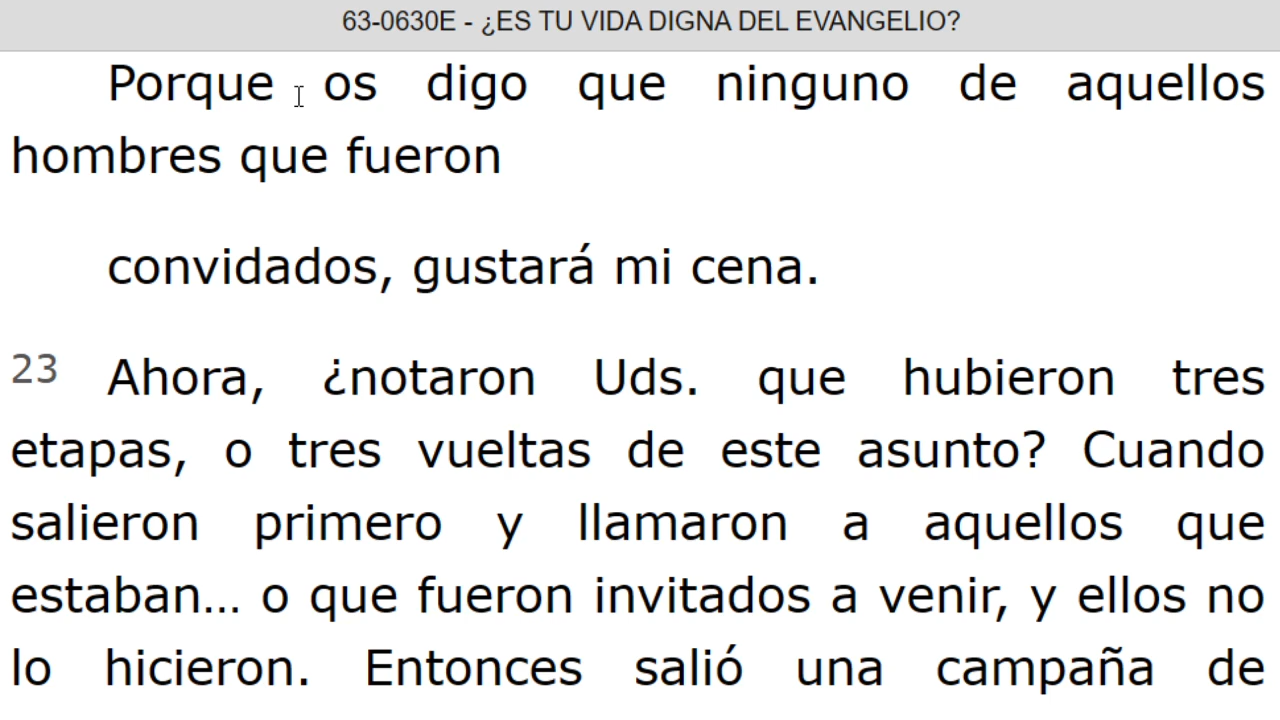 63-0630E - ¿ES TU VIDA DIGNA DEL EVANGELIO?
Porque os digo que ninguno de aquellos
hombres que fueron
convidados, gustará mi cena.
23 Ahora, ¿notaron Uds. que hubieron tres
etapas, o tres vueltas de este asunto? Cuando
salieron primero y llamaron a aquellos que
estaban... o que fueron invitados a venir, y ellos no
lo hicieron. Entonces salió una campaña de